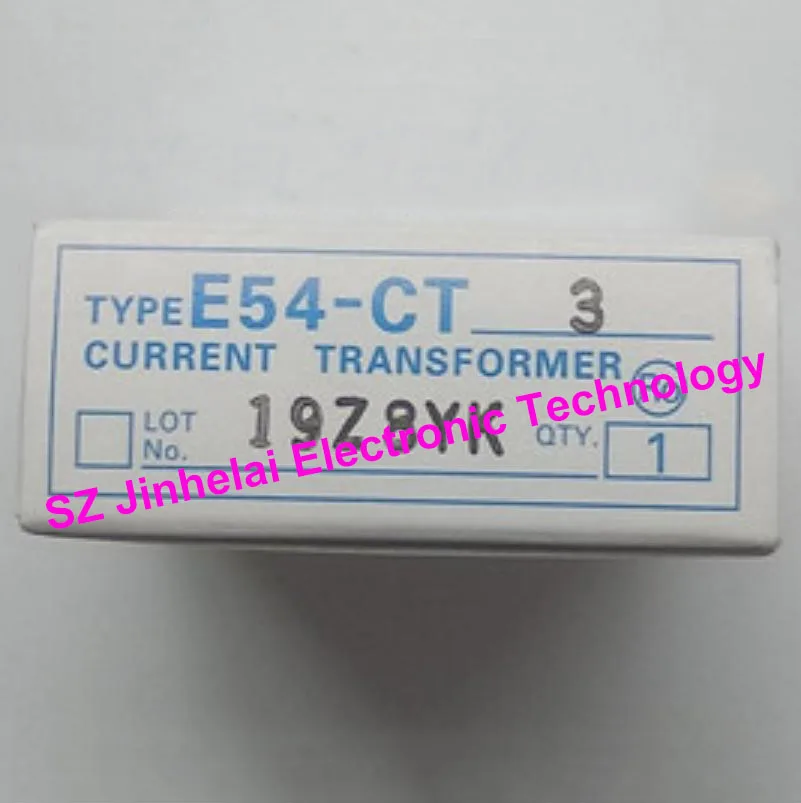 TYPE E54-CT 3
CURRENT TRANSFORMER
LOT No. 19Z8YK QTY. 1
SZ Jinhelai Electronic Technology